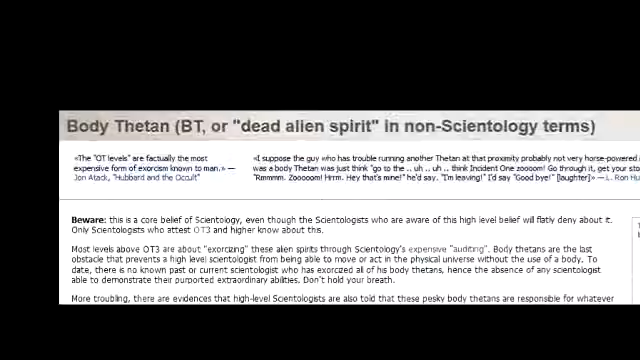 Body Thetan (BT, or "dead alien spirit" in non-Scientology terms)
«The "OT levels" are factually the most
expensive form of exorcism known to man.» —
Jon Atack, "Hubbard and the Occult"
«I suppose the guy who has trouble running another Thetan at that proximity probably not very horse-powered
was a body Thetan was just think "go to the .. uh .. uh .. think Incident One zooom! Go through it, get your
"Rmmmm. Zooooom! Hrrm. Hey that's mine!" he'd say. "I'm leaving!" I'd say "Good bye!" [laughter]» —
Beware: this is a core belief of Scientology, even though the Scientologists who are aware of this high level belief will flatly deny about it.
Only Scientologists who attest OT3 and higher know about this.
Most levels above OT3 are about "exorcizing" these alien spirits through Scientology's expensive "auditing". Body thetans are the last
obstacle that prevents a high level scientologist from being able to move or act in the physical universe without the use of a body. To
date, there is no known past or current scientologist who has exorcized all of his body thetans, hence the absence of any scientologist
able to demonstrate their purported extraordinary abilities. Don't hold your breath.
More troubling, there are evidences that high-level Scientologists are also told that these pesky body thetans are responsible for whatever